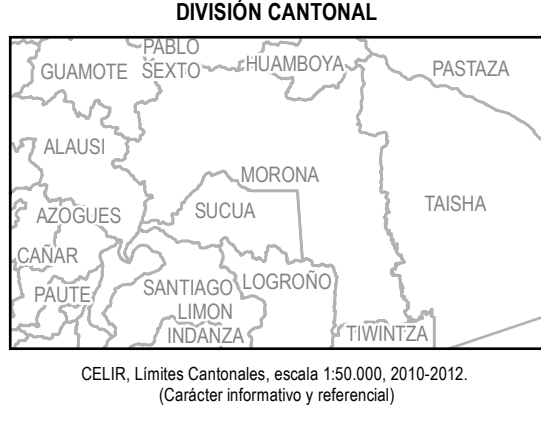 DIVISIÓN CANTONAL
PABLO
GUAMOTE SEXTO HUAMBOYA PASTAZA
ALAUSI
MORONA
AZOGUES SUCUA TAISHA
CAÑAR
PAUTE SANTIAGO LOGROÑO
LIMON
INDANZA TIWINTZA
CELIR, Límites Cantonales, escala 1:50.000, 2010-2012.
(Carácter informativo y referencial)